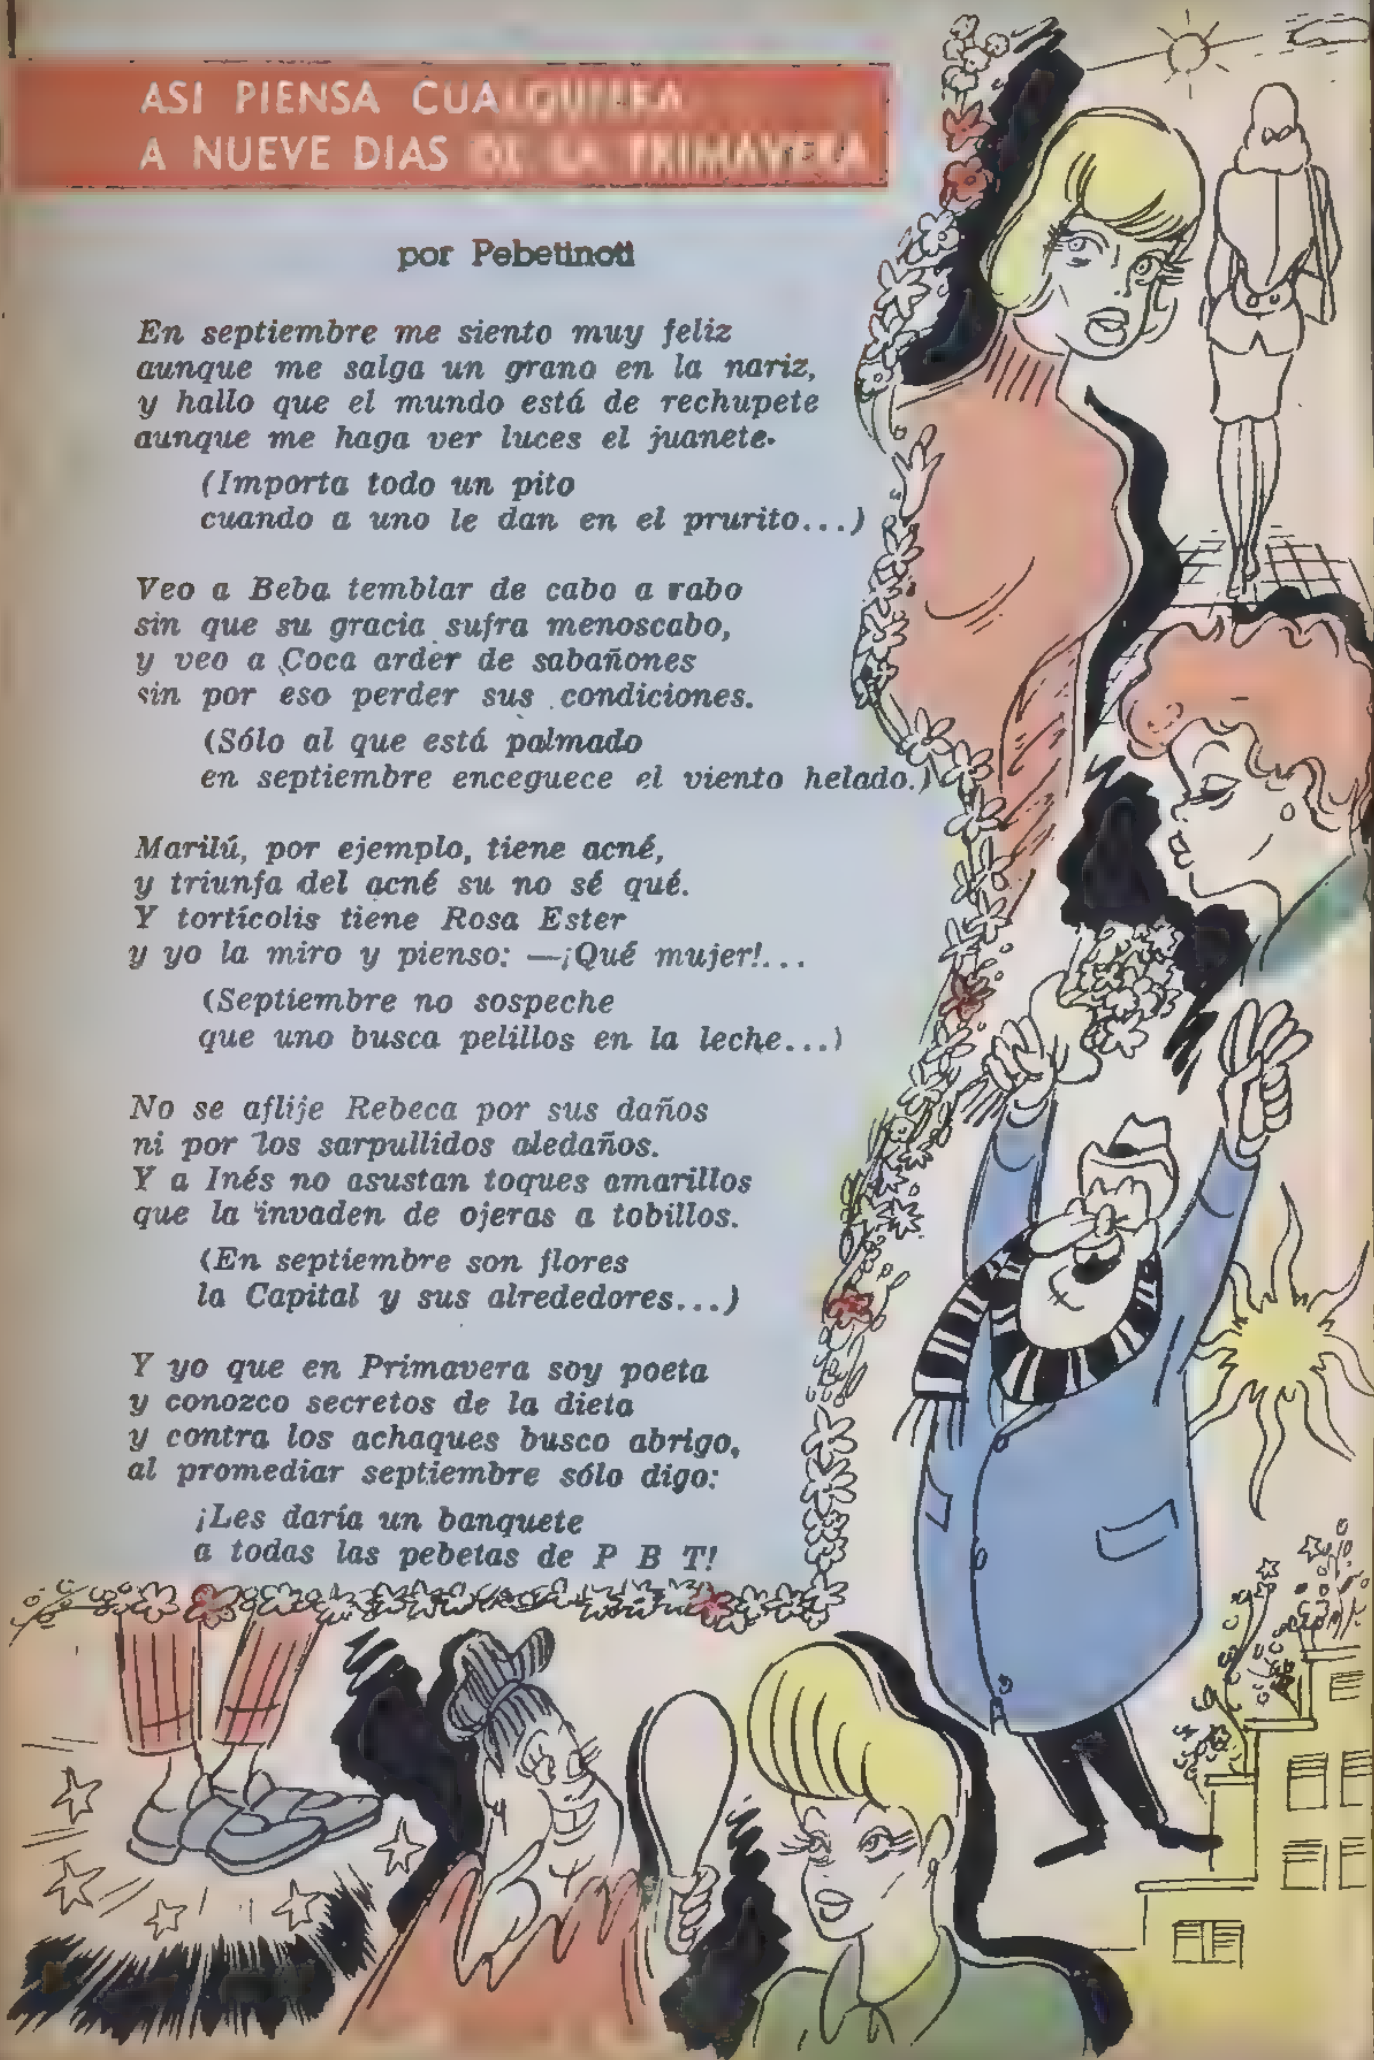 ASI PIENSA CUALQUIERA
A NUEVE DIAS DE LA PRIMAVERA
por Pebetinoti
En septiembre me siento muy feliz
aunque me salga un grano en la nariz,
y hallo que el mundo está de rechupete
aunque me haga ver luces el juanete.
(Importa todo un pito
cuando a uno le dan en el prurito...)
Veo a Beba temblar de cabo a rabo
sin que su gracia sufra menoscabo,
y veo a Coca arder de sabañones
sin por eso perder sus condiciones.
(Sólo al que está palmado
en septiembre enceguece el viento helado.)
Marilú, por ejemplo, tiene acné,
y triunfa del acné su no sé qué.
Y tortícolis tiene Rosa Ester
y yo la miro y pienso: —¡Qué mujer!...
(Septiembre no sospeche
que uno busca pelillos en la leche...)
No se aflije Rebeca por sus daños
ni por los sarpullidos aledaños.
Y a Inés no asustan toques amarillos
que la invaden de ojeras a tobillos.
(En septiembre son flores
la Capital y sus alrededores...)
Y yo que en Primavera soy poeta
y conozco secretos de la dieta
y contra los achaques busco abrigo,
al promediar septiembre sólo digo:
¡Les daría un banquete
a todas las pebetas de P B T!